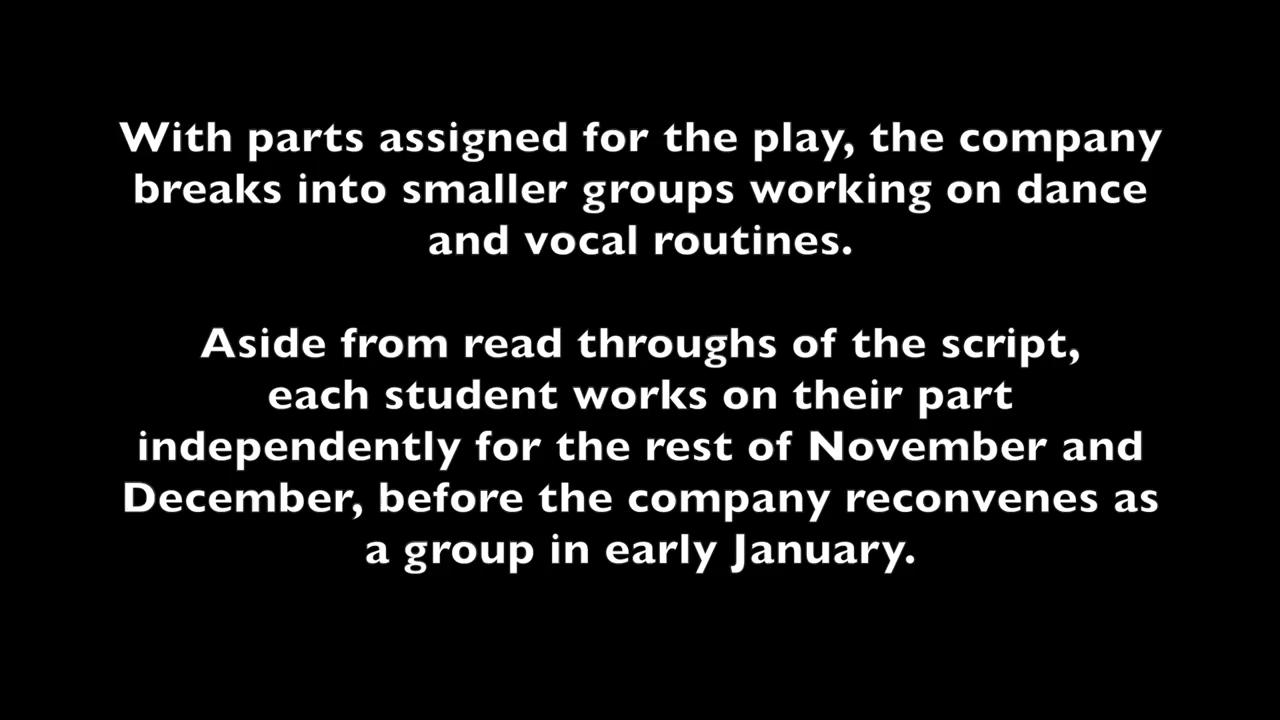 With parts assigned for the play, the company
breaks into smaller groups working on dance
and vocal routines.
Aside from read throughs of the script,
each student works on their part
independently for the rest of November and
December, before the company reconvenes as
a group in early January.